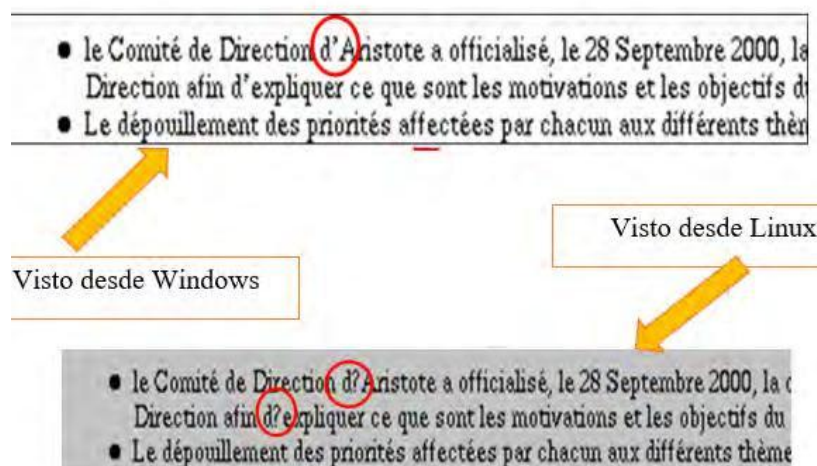 ● le Comité de Direction d’Aristote a officialisé, le 28 Septembre 2000, la
Direction afin d’expliquer ce que sont les motivations et les objectifs du
● Le dépouillement des priorités affectées par chacun aux différents
Visto desde Linux
Visto desde Windows
● le Comité de Direction d?Aristote a officialisé, le 28 Septembre 2000, la
Direction afin d?expliquer ce que sont les motivations et les objectifs du
● Le dépouillement des priorités affectées par chacun aux différents thème